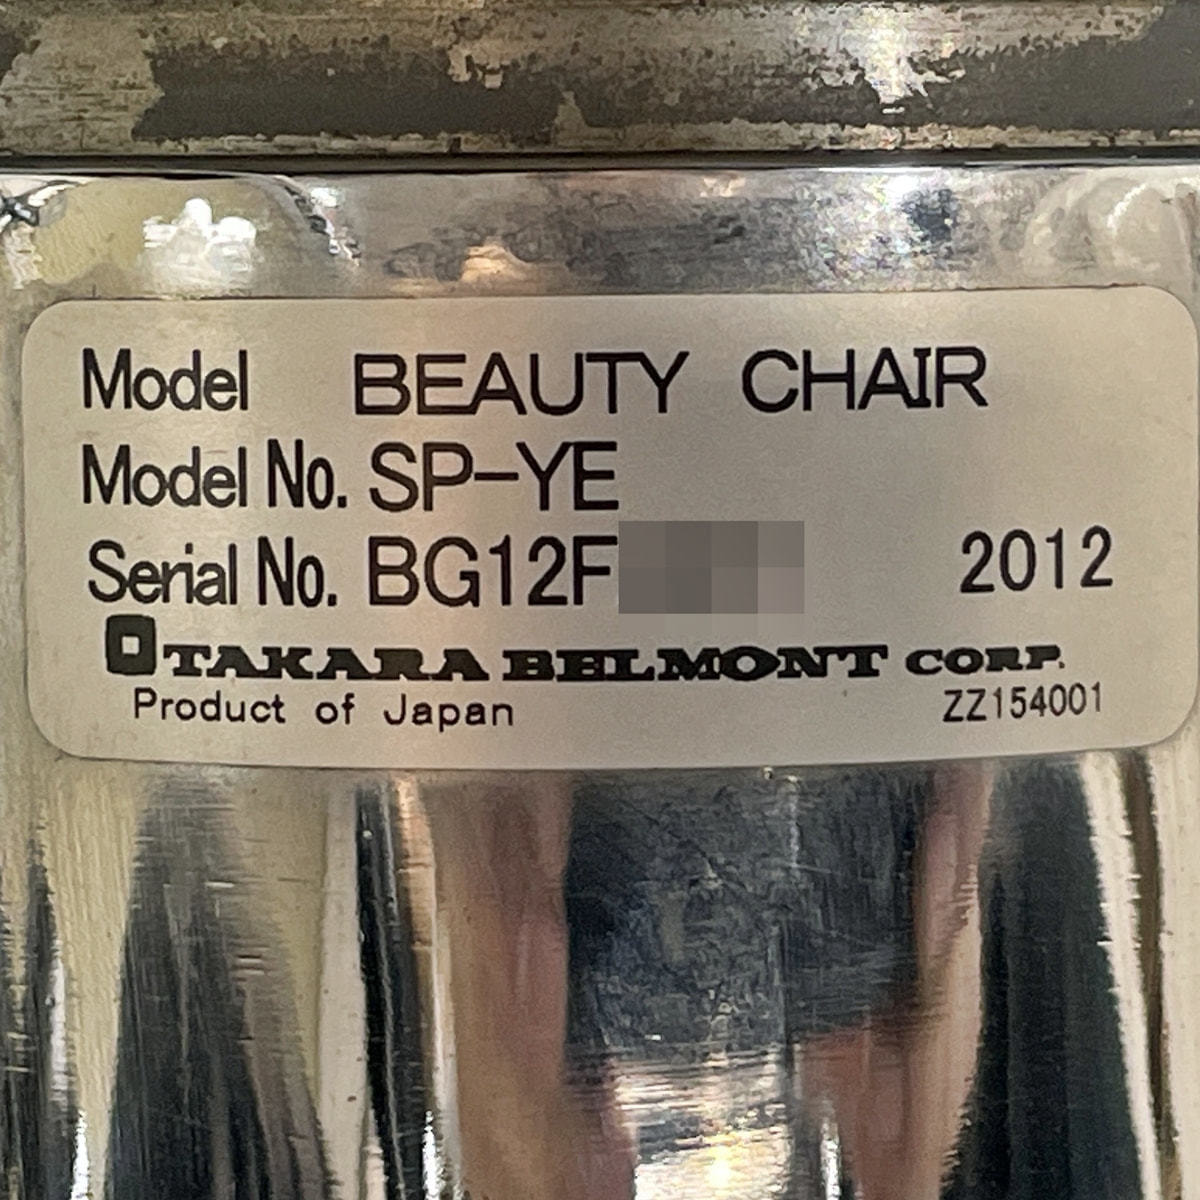 Model BEAUTY CHAIR
Model No. SP-YE
Serial No. BG12F 2012
TAKARA BELMONT CORP.
Product of Japan ZZ154001